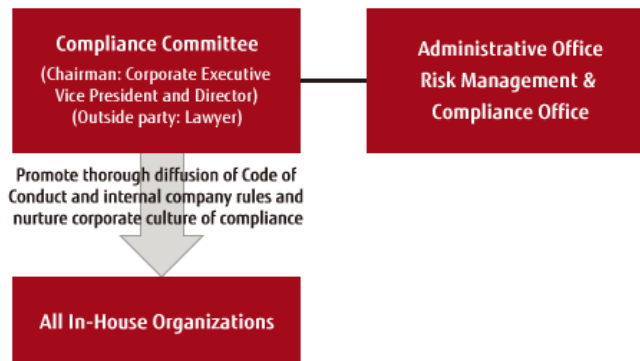 Compliance Committee
(Chairman: Corporate Executive
Vice President and Director)
(Outside party: Lawyer)
Administrative Office
Risk Management &
Compliance Office
Promote thorough diffusion of Code of
Conduct and internal company rules and
nurture corporate culture of compliance
All In-House Organizations